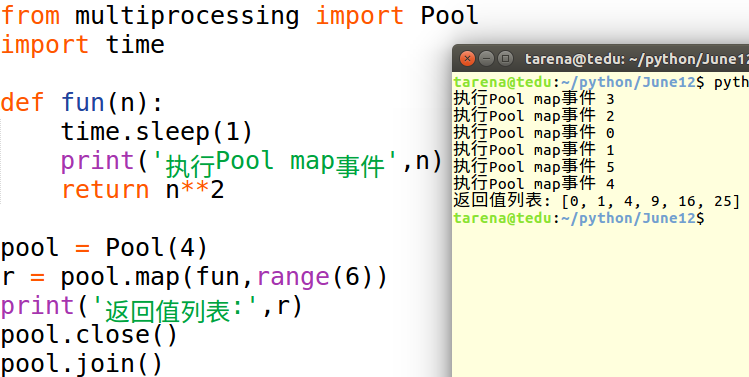 from multiprocessing import Pool
import time
def fun(n):
time.sleep(1)
print('执行Pool map事件',n)
return n**2
pool = Pool(4)
r = pool.map(fun,range(6))
print('返回值列表:',r)
pool.close()
pool.join()
tarena@tedu: ~/python/June12
tarena@tedu:~/python/June12$ pyth
执行Pool map事件 3
执行Pool map事件 2
执行Pool map事件 0
执行Pool map事件 1
执行Pool map事件 5
执行Pool map事件 4
返回值列表: [0, 1, 4, 9, 16, 25]
tarena@tedu:~/python/June12$